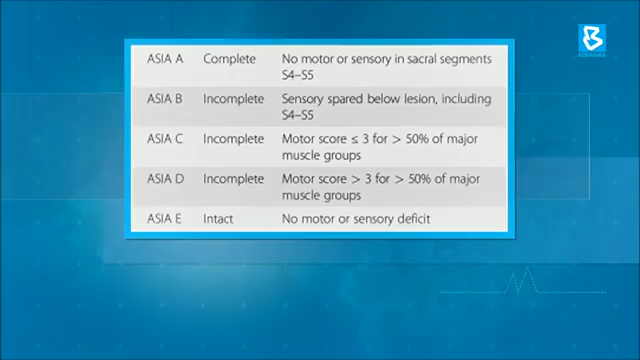 BERNAMA
ASIA A Complete No motor or sensory in sacral segments
S4–S5
ASIA B Incomplete Sensory spared below lesion, including
S4–S5
ASIA C Incomplete Motor score ≤ 3 for > 50% of major
muscle groups
ASIA D Incomplete Motor score > 3 for > 50% of major
muscle groups
ASIA E Intact No motor or sensory deficit